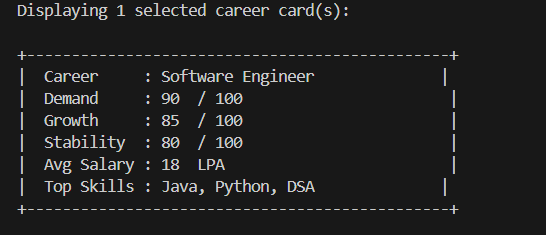 Displaying 1 selected career card(s):
+-------------------------------------------+
|  Career     : Software Engineer             |
|  Demand     : 90  / 100                      |
|  Growth     : 85  / 100                      |
|  Stability  : 80  / 100                      |
|  Avg Salary : 18  LPA                        |
|  Top Skills : Java, Python, DSA             |
+-------------------------------------------+